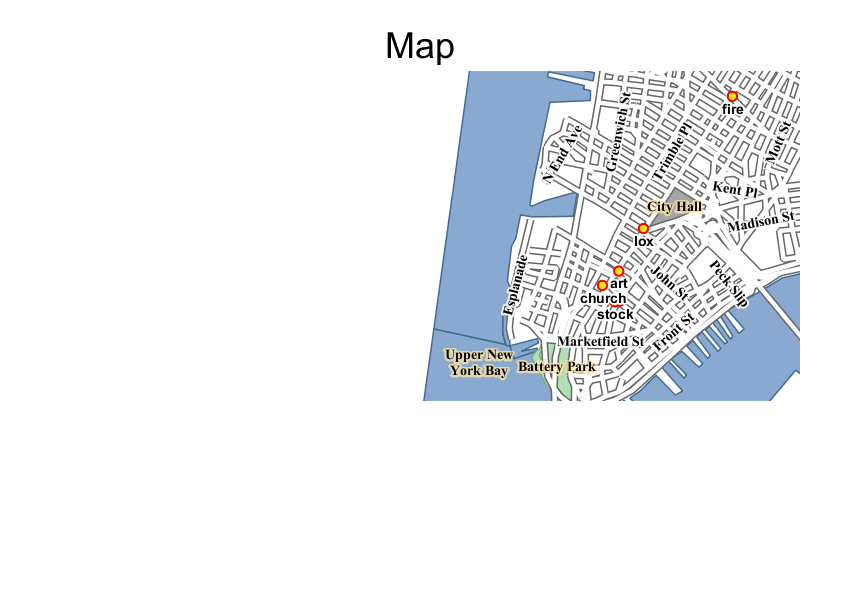 Map
fire
Greenwich St
N End Ave
Trimble Pl
Mott St
Kent Pl
City Hall
Madison St
lox
Esplanade
art
John St
Peck Slip
church
stock
Front St
Marketfield St
Upper New
York Bay
Battery Park